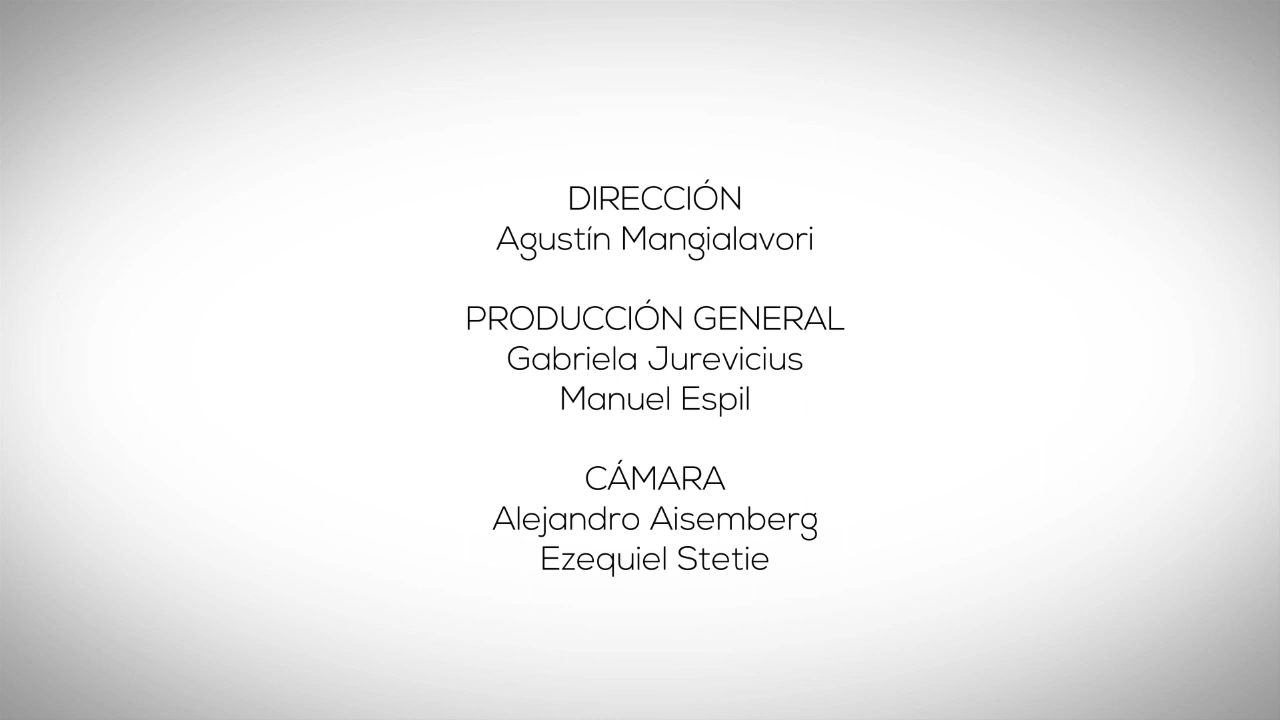 DIRECCIÓN
Agustín Mangialavori
PRODUCCIÓN GENERAL
Gabriela Jurevicius
Manuel Espil
CÁMARA
Alejandro Aisemberg
Ezequiel Stetie